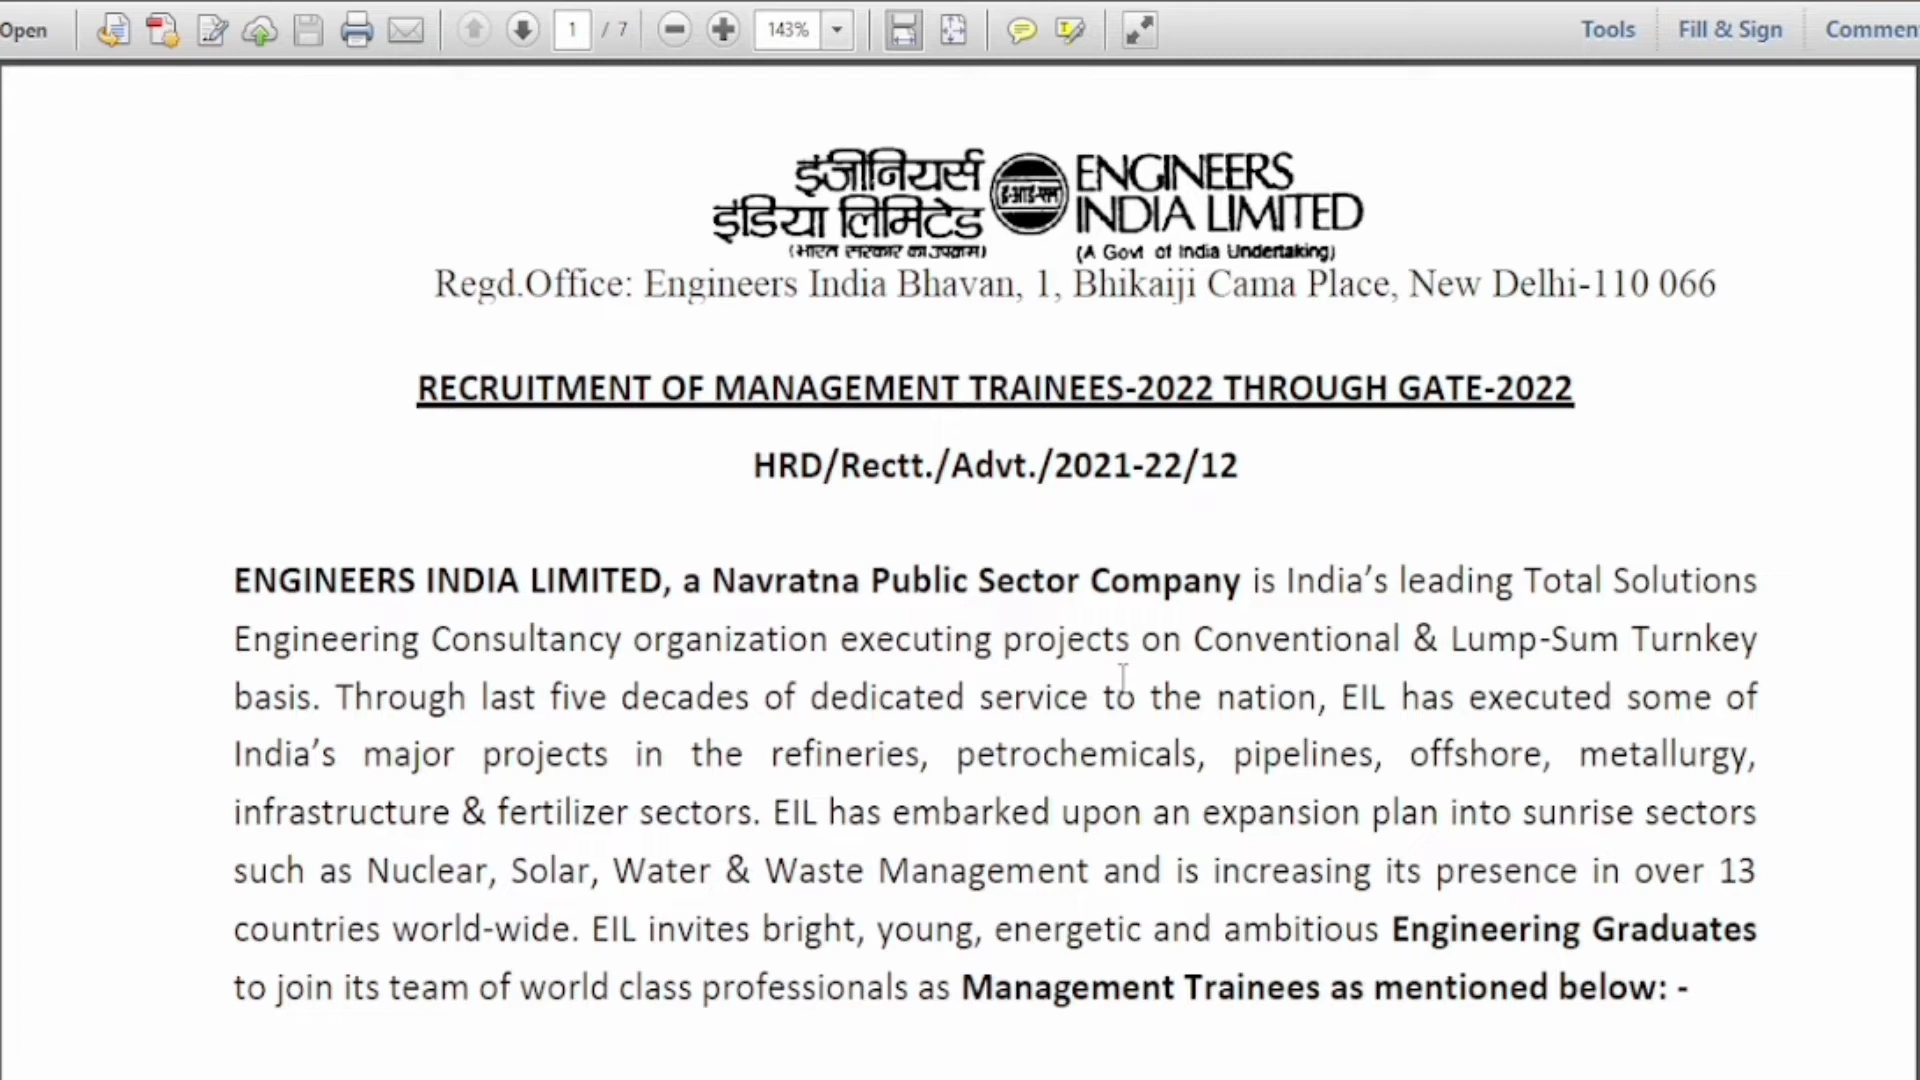 Open
1 / 7
143%
Tools
Fill & Sign
Commen
इंजीनियर्स
इंडिया लिमिटेड
(भारत सरकार का उपक्रम)
ई आई एल
ENGINEERS
INDIA LIMITED
(A Govt of India Undertaking)
Regd.Office: Engineers India Bhavan, 1, Bhikaiji Cama Place, New Delhi-110 066
RECRUITMENT OF MANAGEMENT TRAINEES-2022 THROUGH GATE-2022
HRD/Rectt./Advt./2021-22/12
ENGINEERS INDIA LIMITED, a Navratna Public Sector Company is India’s leading Total Solutions
Engineering Consultancy organization executing projects on Conventional & Lump-Sum Turnkey
basis. Through last five decades of dedicated service to the nation, EIL has executed some of
India’s major projects in the refineries, petrochemicals, pipelines, offshore, metallurgy,
infrastructure & fertilizer sectors. EIL has embarked upon an expansion plan into sunrise sectors
such as Nuclear, Solar, Water & Waste Management and is increasing its presence in over 13
countries world-wide. EIL invites bright, young, energetic and ambitious Engineering Graduates
to join its team of world class professionals as Management Trainees as mentioned below: -